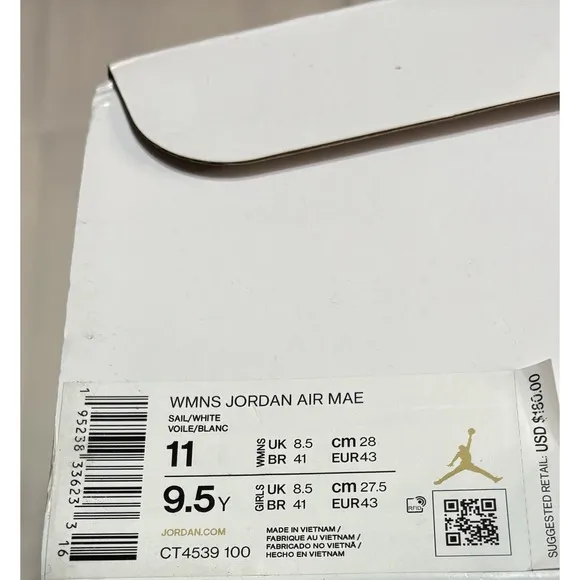 WMNS JORDAN AIR MAE
SAIL/WHITE
VOILE/BLANC
11 WMNS UK 8.5 cm 28
BR 41 EUR43
9.5Y GIRLS UK 8.5 cm 27.5
BR 41 EUR43
JORDAN.COM
CT4539 100
MADE IN VIETNAM /
FABRIQUE AU VIETNAM /
FABRICADO NO VIETNÃ /
HECHO EN VIETNAM
RFID
1 95238 33623 1 16
SUGGESTED RETAIL: USD $180.00